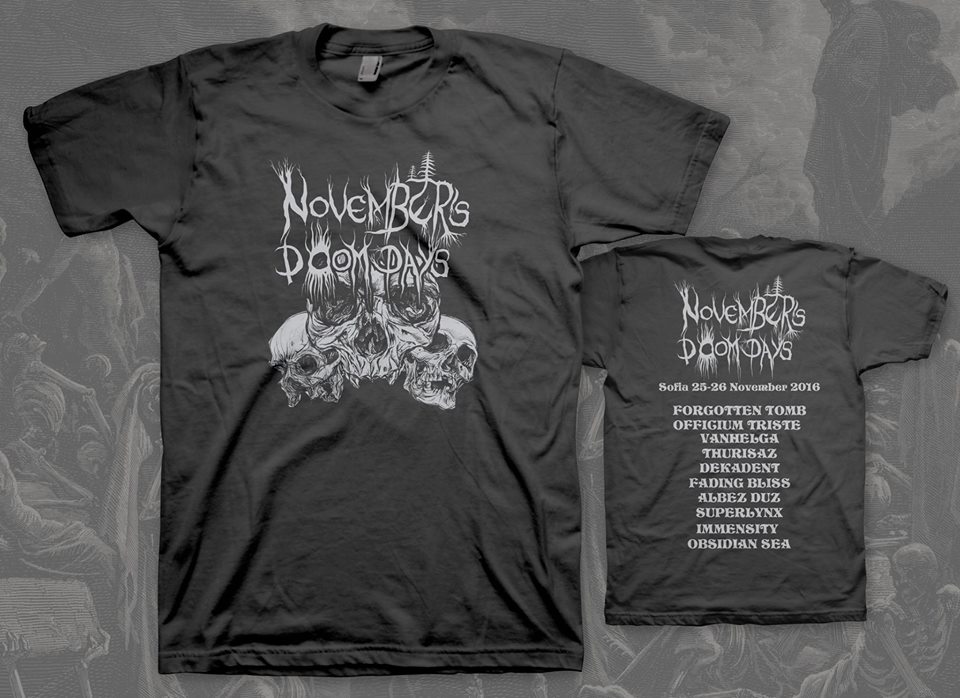 NOVEMBER'S
DOOM DAYS
NOVEMBER'S
DOOM DAYS
Sofia 25-26 November 2016
FORGOTTEN TOMB
OFFICIUM TRISTE
VANHELGA
THURISAZ
DEKADENT
FADING BLISS
ALBEZ DUZ
SUPERLYNX
IMMENSITY
OBSIDIAN SEA